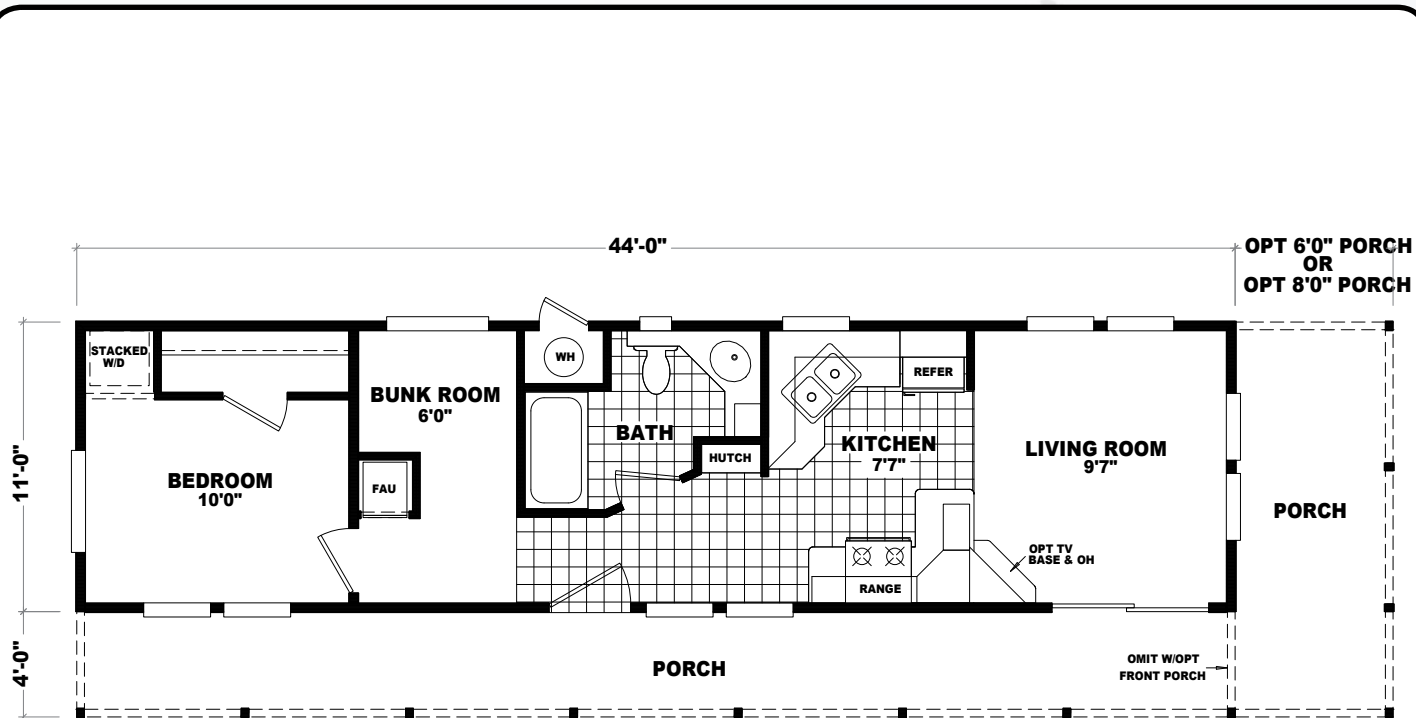 44'-0"
OPT 6'0" PORCH
OR
OPT 8'0" PORCH
STACKED
W/D
WH
BUNK ROOM
6'0"
REFER
BATH
KITCHEN
7'7"
LIVING ROOM
9'7"
HUTCH
11'-0"
BEDROOM
10'0"
FAU
PORCH
OPT TV
BASE & OH
RANGE
4'-0"
PORCH
OMIT W/OPT
FRONT PORCH